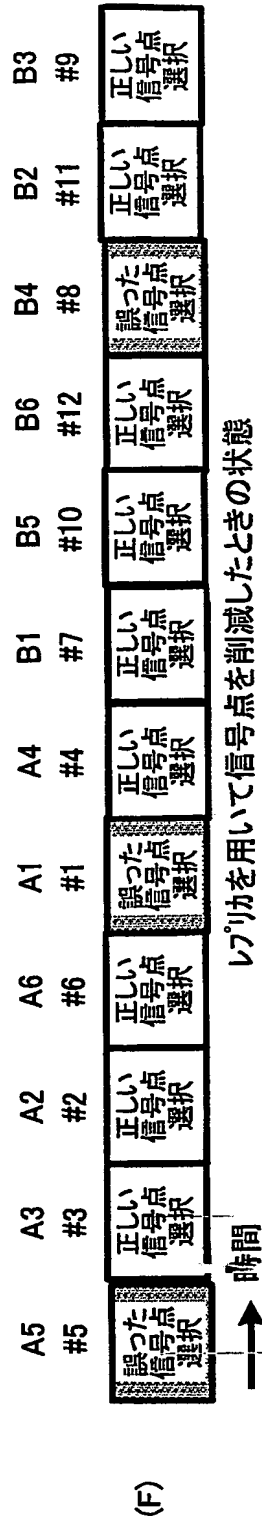 (F)
A5 A3 A2 A6 A1 A4 B1 B5 B6 B4 B2 B3
#5 #3 #2 #6 #1 #4 #7 #10 #12 #8 #11 #9
誤った
信号点
選択
正しい
信号点
選択
正しい
信号点
選択
正しい
信号点
選択
誤った
信号点
選択
正しい
信号点
選択
正しい
信号点
選択
正しい
信号点
選択
正しい
信号点
選択
誤った
信号点
選択
正しい
信号点
選択
正しい
信号点
選択
時間
レプリカを用いて信号点を削減したときの状態